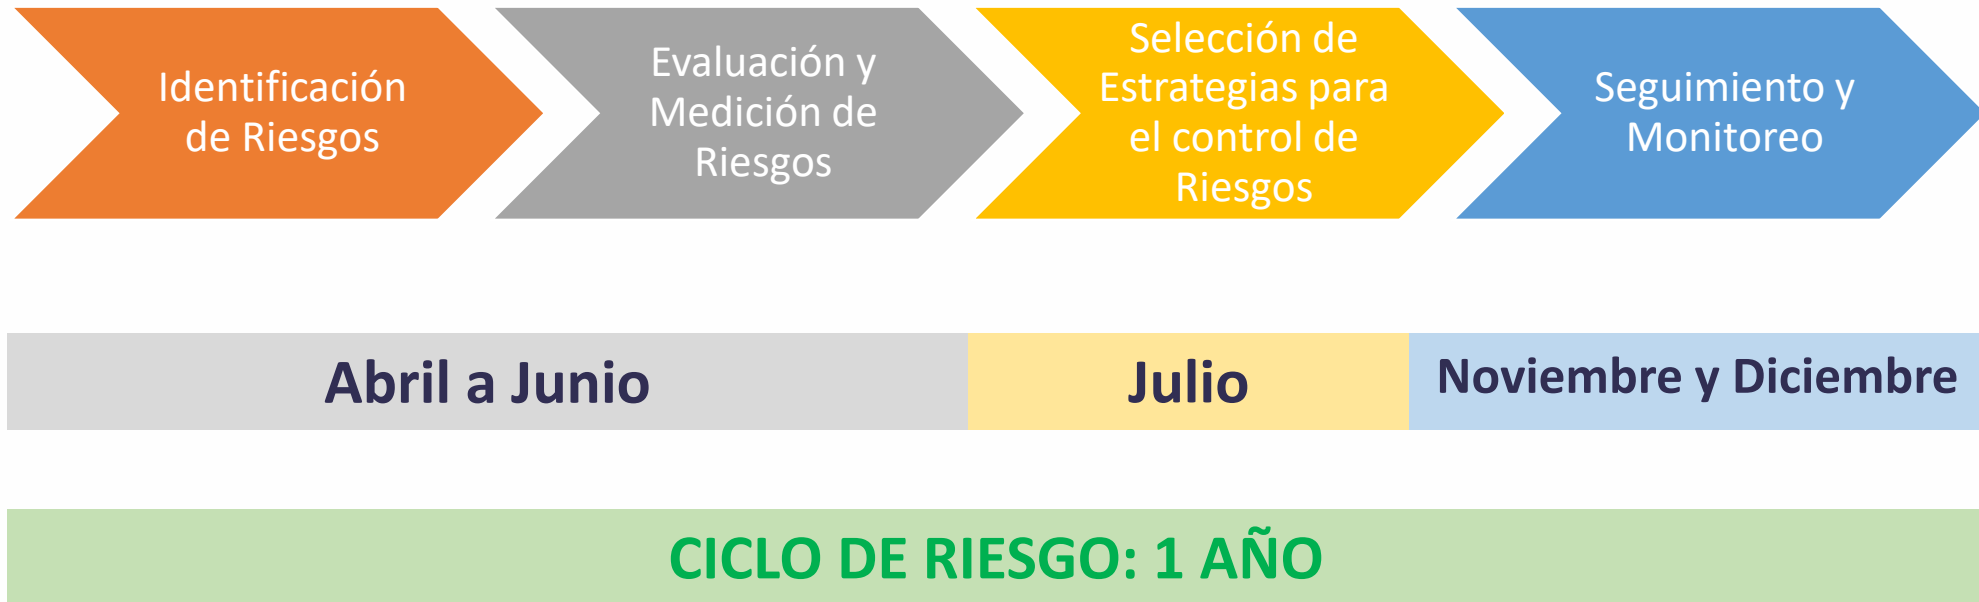 Identificación
de Riesgos
Evaluación y
Medición de
Riesgos
Selección de
Estrategias para
el control de
Riesgos
Seguimiento y
Monitoreo
Abril a Junio
Julio
Noviembre y Diciembre
CICLO DE RIESGO: 1 AÑO